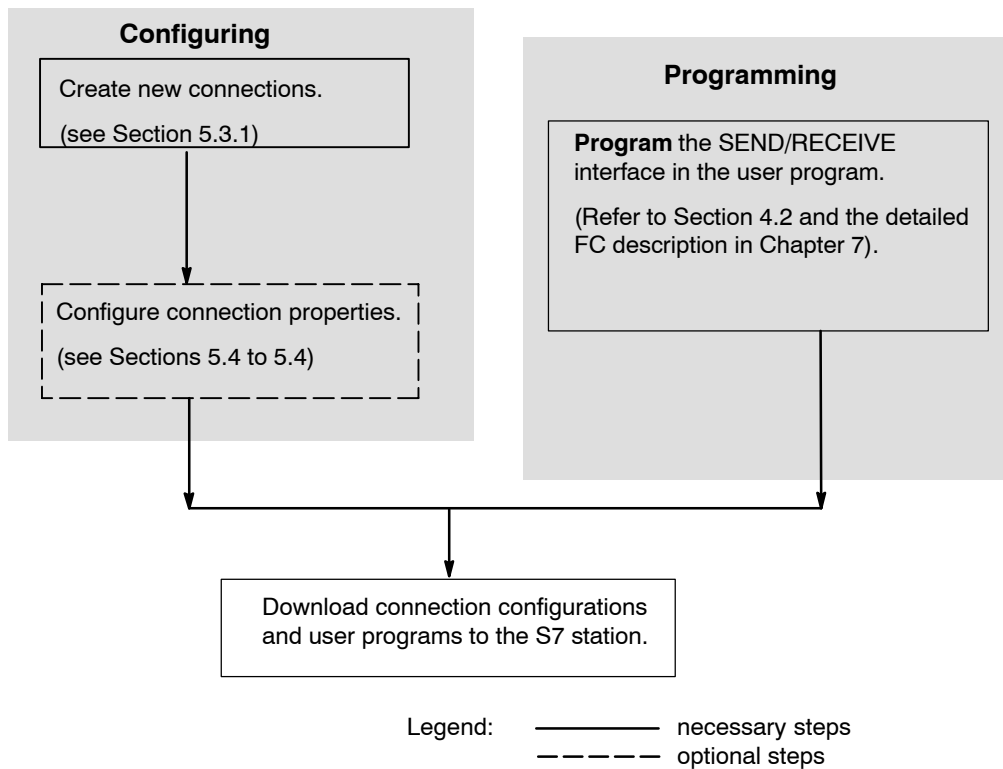 Configuring
Create new connections.
(see Section 5.3.1)
Configure connection properties.
(see Sections 5.4 to 5.4)
Programming
Program the SEND/RECEIVE
interface in the user program.
(Refer to Section 4.2 and the detailed
FC description in Chapter 7).
Download connection configurations
and user programs to the S7 station.
Legend:
necessary steps
optional steps